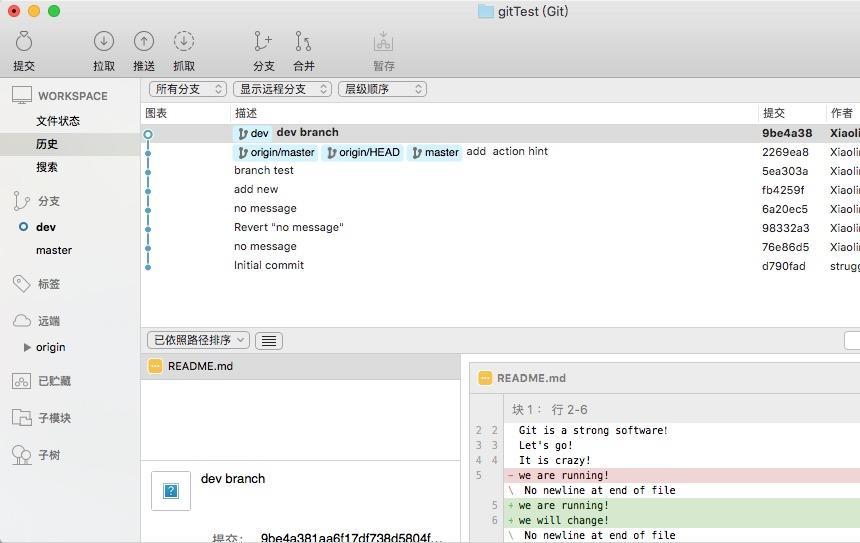 gitTest (Git)
提交 拉取 推送 抓取 分支 合并 暂存
WORKSPACE
文件状态
历史
搜索
分支
dev
master
标签
远端
origin
已贮藏
子模块
子树
所有分支 显示远程分支 层级顺序
图表 描述 提交 作者
dev dev branch 9be4a38 Xiaoli
origin/master origin/HEAD master add action hint 2269ea8 Xiaoli
branch test 5ea303a Xiaoli
add new fb4259f Xiaoli
no message 6a20ec5 Xiaoli
Revert "no message" 98332a3 Xiaoli
no message 76e86d5 Xiaoli
Initial commit d790fad strugg
已依照路径排序
README.md
dev branch
提交: 9be4a381aa6f17df738d5804f...
README.md
块 1： 行 2-6
2 2 Git is a strong software!
3 3 Let's go!
4 4 It is crazy!
5 - we are running!
\ No newline at end of file
5 + we are running!
6 + we will change!
\ No newline at end of file